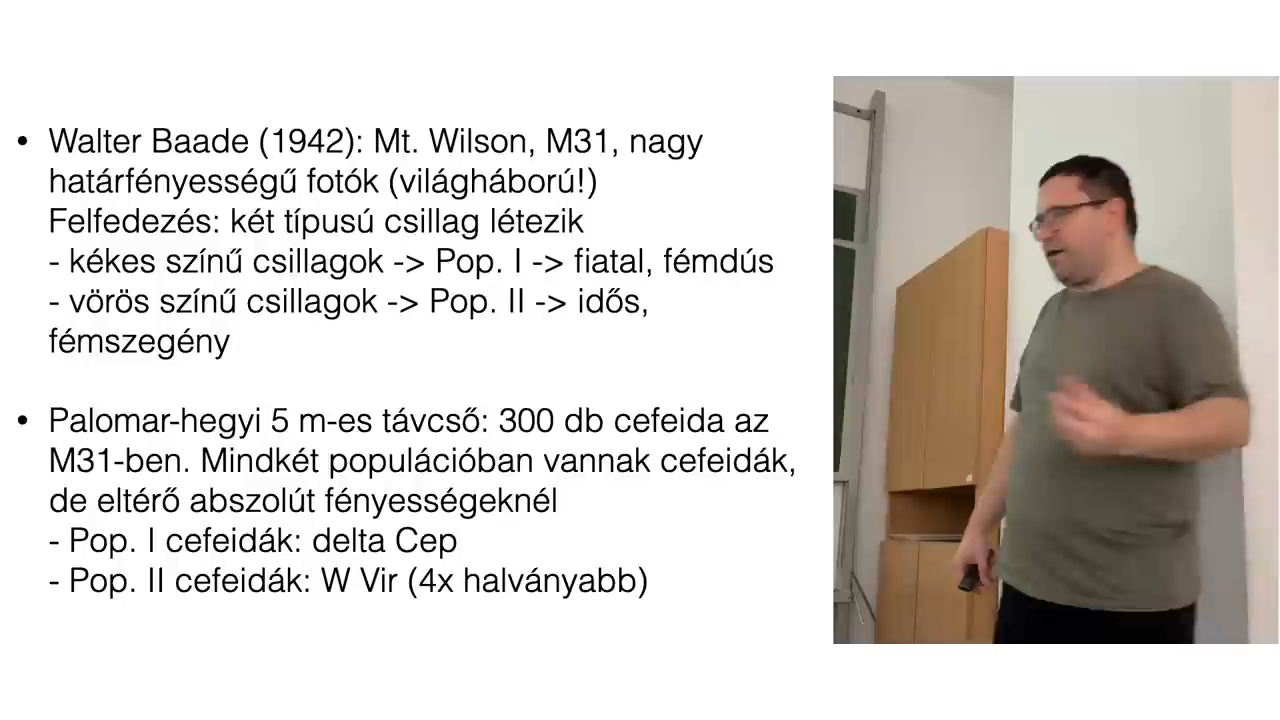 • Walter Baade (1942): Mt. Wilson, M31, nagy
határfényességű fotók (világháború!)
Felfedezés: két típusú csillag létezik
- kékes színű csillagok -> Pop. I -> fiatal, fémdús
- vörös színű csillagok -> Pop. II -> idős,
fémszegény
• Palomar-hegyi 5 m-es távcső: 300 db cefeida az
M31-ben. Mindkét populációban vannak cefeidák,
de eltérő abszolút fényességeknél
- Pop. I cefeidák: delta Cep
- Pop. II cefeidák: W Vir (4x halványabb)